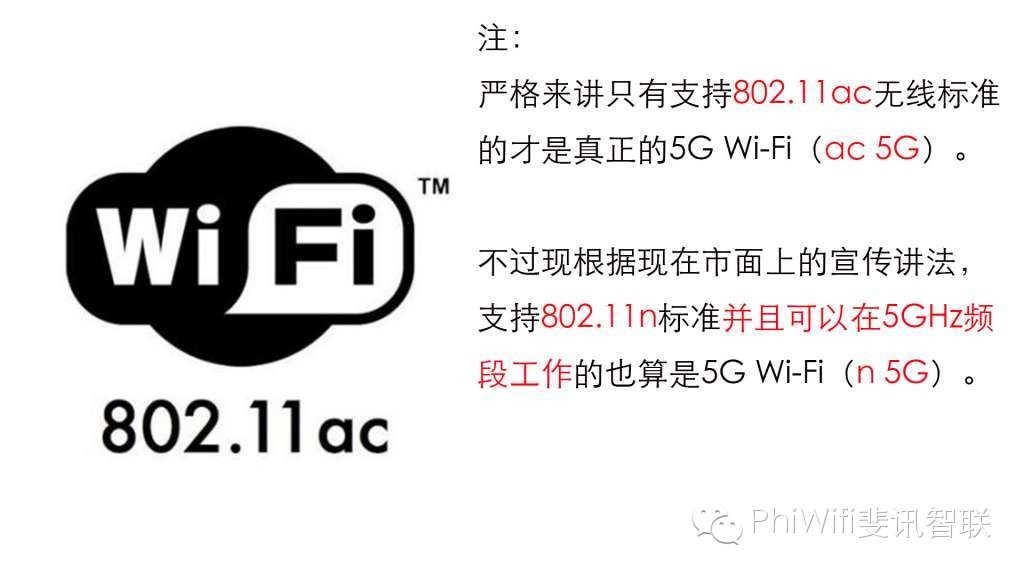 Wi Fi TM
802.11ac
注：
严格来讲只有支持802.11ac无线标准
的才是真正的5G Wi-Fi（ac 5G）。
不过现根据现在市面上的宣传讲法，
支持802.11n标准并且可以在5GHz频
段工作的也算是5G Wi-Fi（n 5G）。
PhiWifi斐讯智联